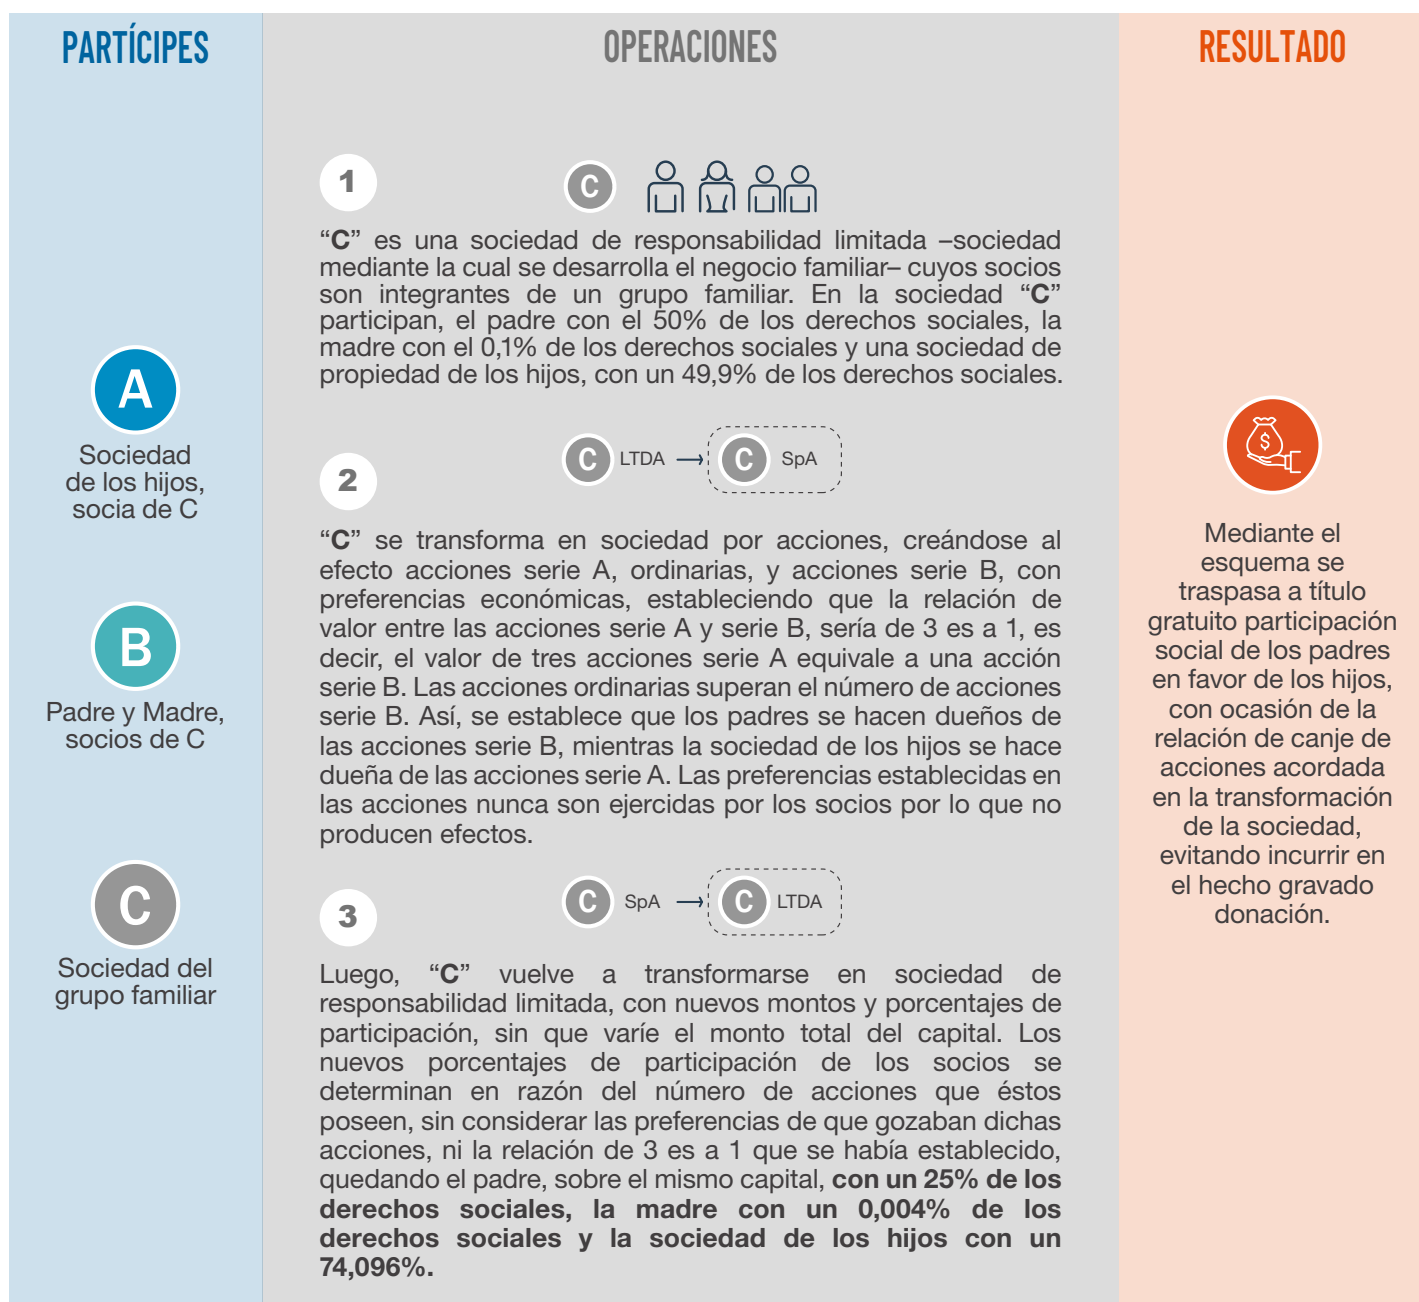 PARTÍCIPES
A
Sociedad
de los hijos,
socia de C
B
Padre y Madre,
socios de C
C
Sociedad del
grupo familiar
OPERACIONES
1
C
“C” es una sociedad de responsabilidad limitada –sociedad
mediante la cual se desarrolla el negocio familiar– cuyos socios
son integrantes de un grupo familiar. En la sociedad “C”
participan, el padre con el 50% de los derechos sociales, la
madre con el 0,1% de los derechos sociales y una sociedad de
propiedad de los hijos, con un 49,9% de los derechos sociales.
2
C LTDA → C SpA
“C” se transforma en sociedad por acciones, creándose al
efecto acciones serie A, ordinarias, y acciones serie B, con
preferencias económicas, estableciendo que la relación de
valor entre las acciones serie A y serie B, sería de 3 es a 1, es
decir, el valor de tres acciones serie A equivale a una acción
serie B. Las acciones ordinarias superan el número de acciones
serie B. Así, se establece que los padres se hacen dueños de
las acciones serie B, mientras la sociedad de los hijos se hace
dueña de las acciones serie A. Las preferencias establecidas en
las acciones nunca son ejercidas por los socios por lo que no
producen efectos.
3
C SpA → C LTDA
Luego, “C” vuelve a transformarse en sociedad de
responsabilidad limitada, con nuevos montos y porcentajes de
participación, sin que varíe el monto total del capital. Los
nuevos porcentajes de participación de los socios se
determinan en razón del número de acciones que éstos
poseen, sin considerar las preferencias de que gozaban dichas
acciones, ni la relación de 3 es a 1 que se había establecido,
quedando el padre, sobre el mismo capital, con un 25% de los
derechos sociales, la madre con un 0,004% de los
derechos sociales y la sociedad de los hijos con un
74,096%.
RESULTADO
$
Mediante el
esquema se
traspasa a título
gratuito participación
social de los padres
en favor de los hijos,
con ocasión de la
relación de canje de
acciones acordada
en la transformación
de la sociedad,
evitando incurrir en
el hecho gravado
donación.